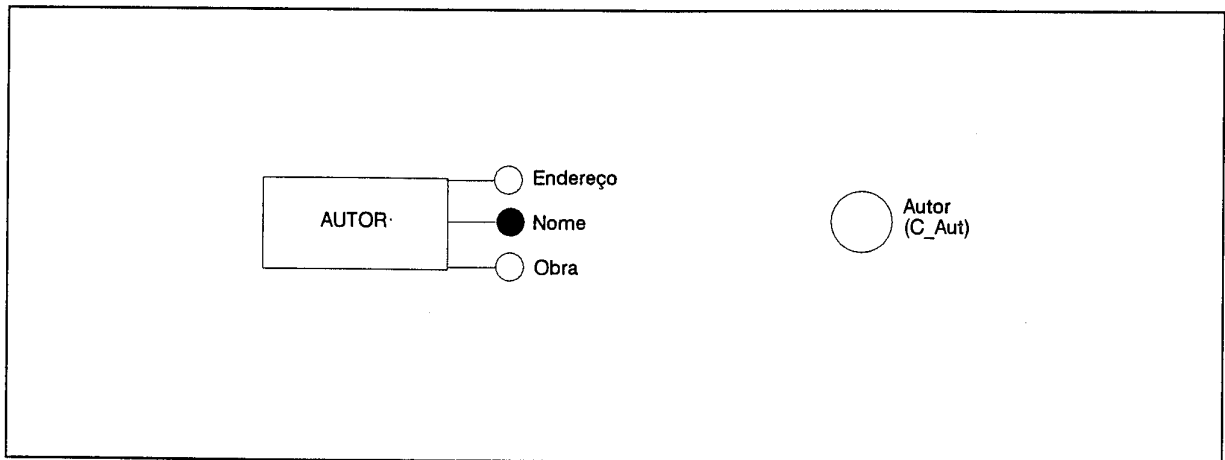 Endereço
AUTOR
Nome
Obra
Autor
(C_Aut)